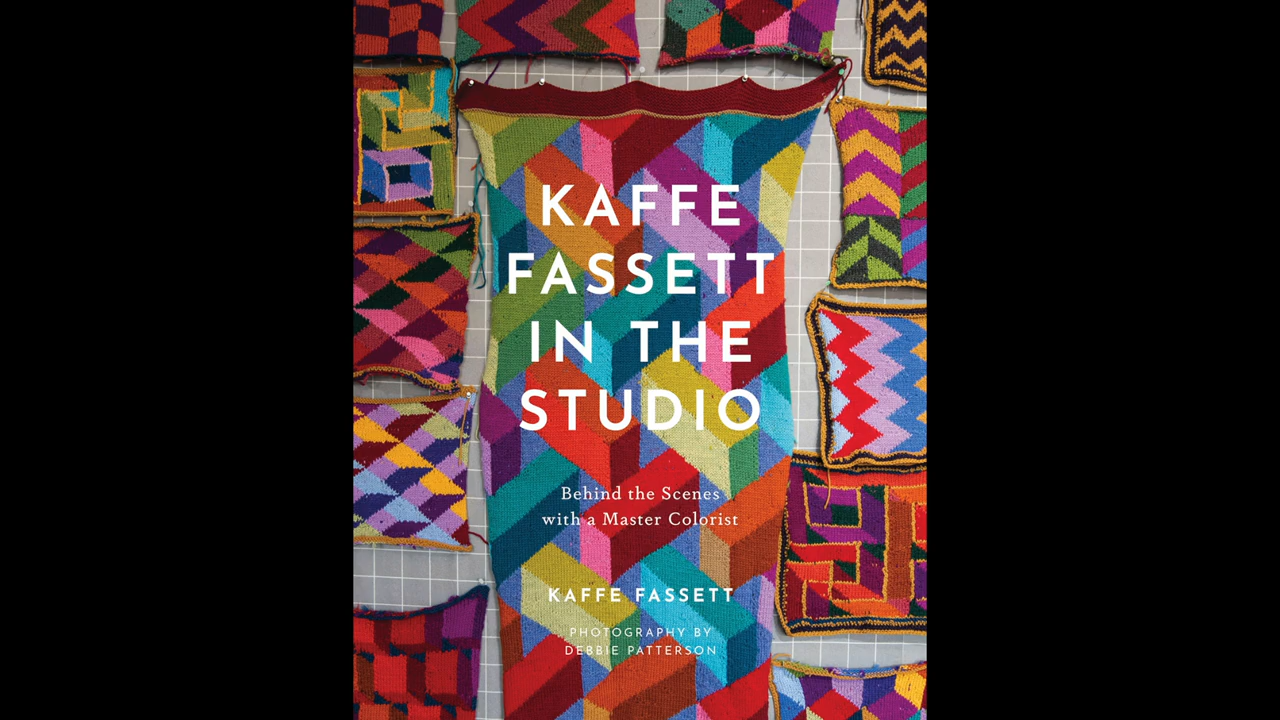 KAFFE
FASSETT
IN THE
STUDIO
Behind the Scenes
with a Master Colorist
KAFFE FASSETT
PHOTOGRAPHY BY
DEBBIE PATTERSON